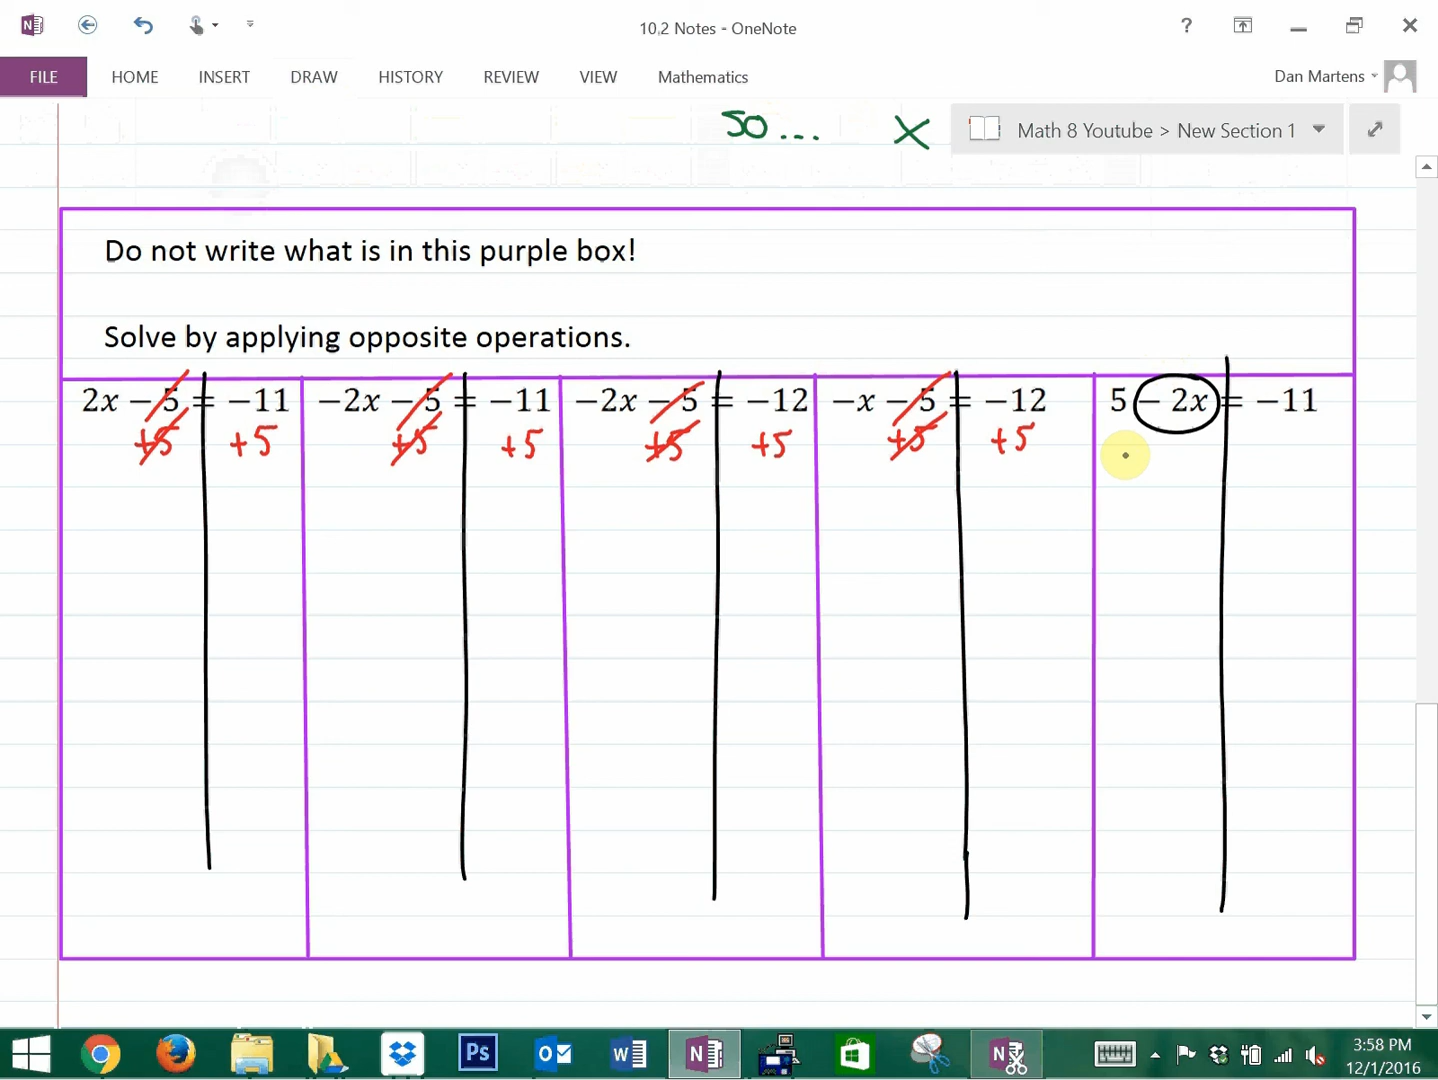 10.2 Notes - OneNote
?
FILE HOME INSERT DRAW HISTORY REVIEW VIEW Mathematics
Dan Martens
SO ... X
Math 8 Youtube > New Section 1
Do not write what is in this purple box!
Solve by applying opposite operations.
2x − 5 = −11
+5 +5
−2x − 5 = −11
+5 +5
−2x − 5 = −12
+5 +5
−x − 5 = −12
+5 +5
5 − 2x = −11
Ps
3:58 PM
12/1/2016